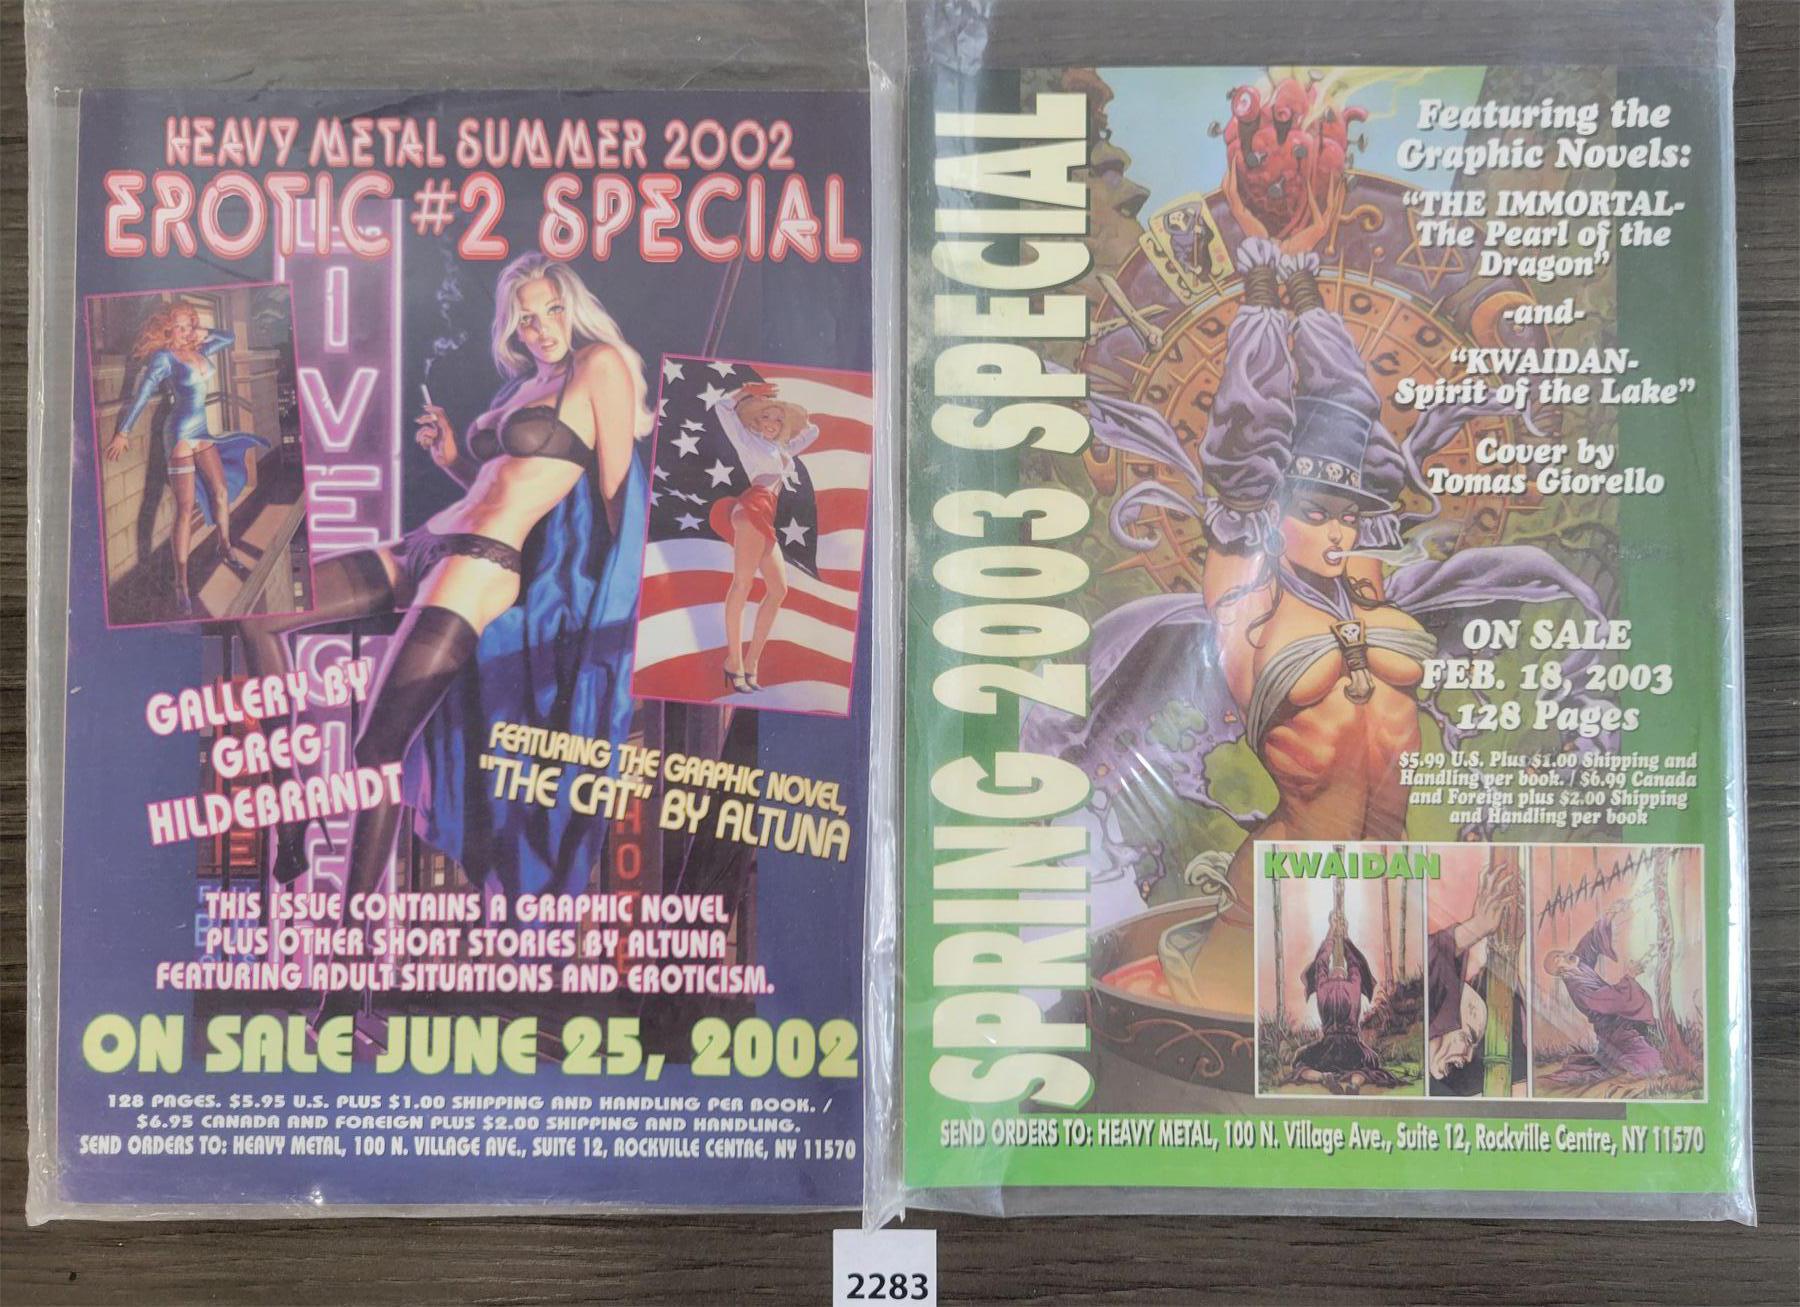 HEAVY METAL SUMMER 2002
EROTIC #2 SPECIAL
LIVE
GIRLS
GALLERY BY
GREG
HILDEBRANDT
FEATURING THE GRAPHIC NOVEL,
"THE CAT" BY ALTUNA
THIS ISSUE CONTAINS A GRAPHIC NOVEL
PLUS OTHER SHORT STORIES BY ALTUNA
FEATURING ADULT SITUATIONS AND EROTICISM.
ON SALE JUNE 25, 2002
128 PAGES. $5.95 U.S. PLUS $1.00 SHIPPING AND HANDLING PER BOOK. /
$6.95 CANADA AND FOREIGN PLUS $2.00 SHIPPING AND HANDLING.
SEND ORDERS TO: HEAVY METAL, 100 N. VILLAGE AVE., SUITE 12, ROCKVILLE CENTRE, NY 11570
SPRING 2003 SPECIAL
Featuring the
Graphic Novels:
"THE IMMORTAL-
The Pearl of the
Dragon"
-and-
"KWAIDAN-
Spirit of the Lake"
Cover by
Tomas Giorello
ON SALE
FEB. 18, 2003
128 Pages
$5.99 U.S. Plus $1.00 Shipping and
Handling per book. / $6.99 Canada
and Foreign plus $2.00 Shipping
and Handling per book
KWAIDAN
AAAAAAAA
SEND ORDERS TO: HEAVY METAL, 100 N. Village Ave., Suite 12, Rockville Centre, NY 11570
2283